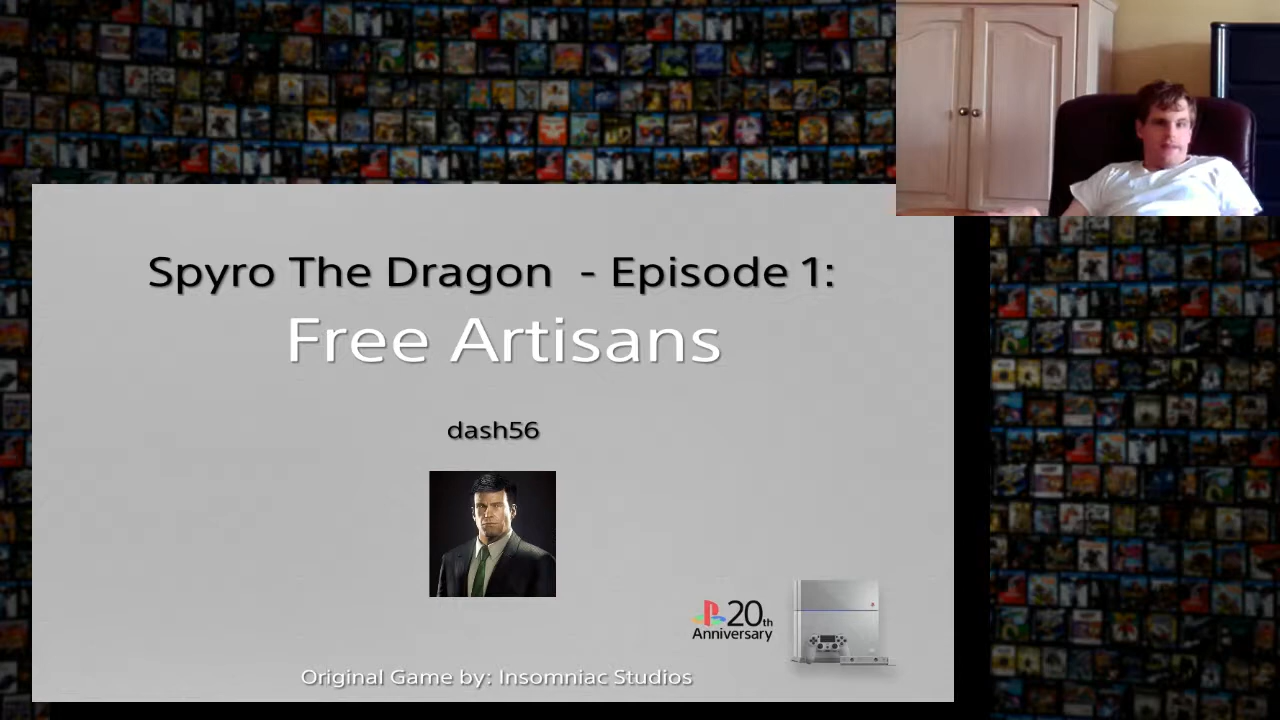 Spyro The Dragon - Episode 1:
Free Artisans
dash56
20th
Anniversary
Original Game by: Insomniac Studios